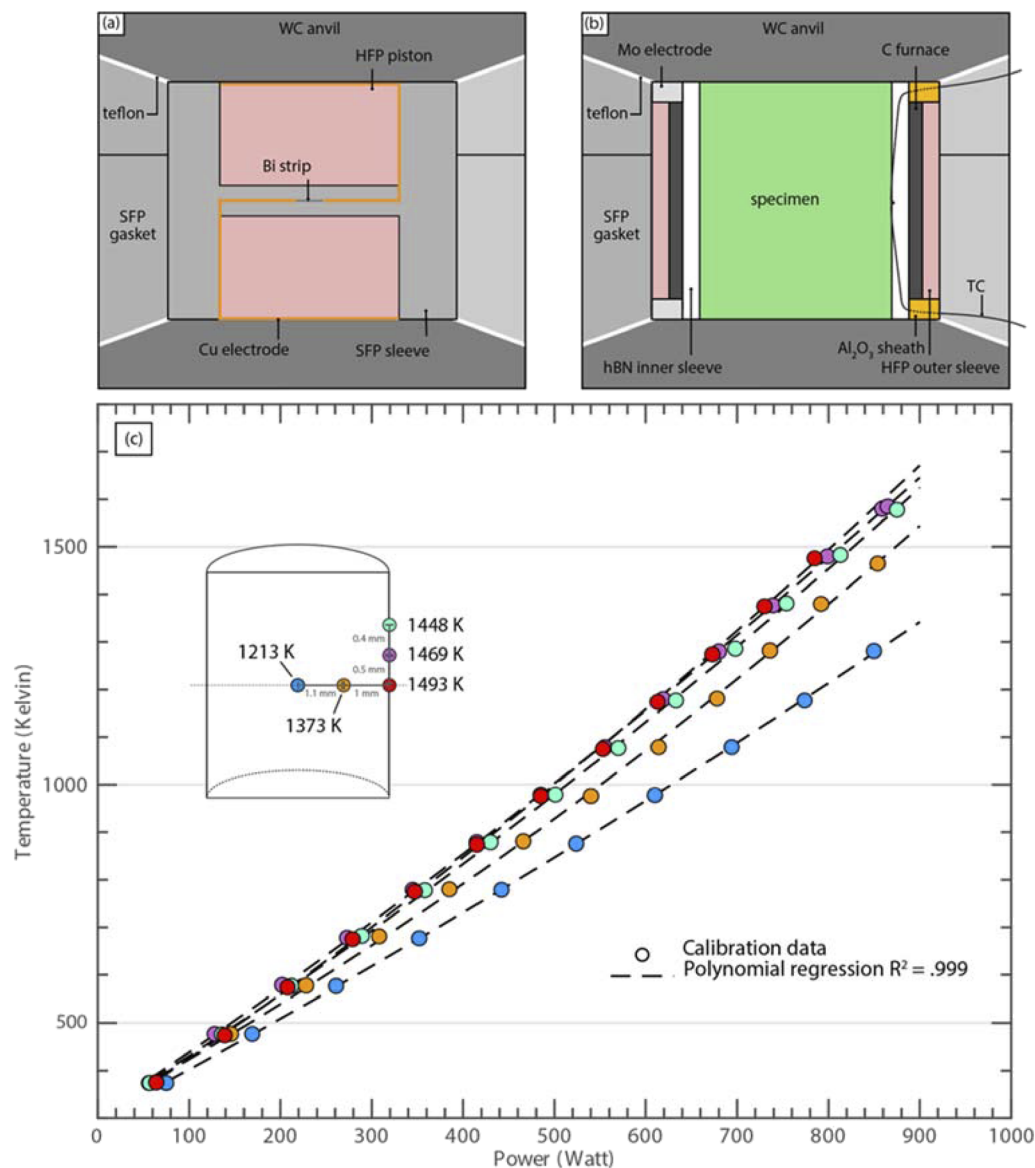 (a)
WC anvil
HFP piston
teflon
Bi strip
SFP
gasket
Cu electrode
SFP sleeve
(b)
Mo electrode
WC anvil
C furnace
teflon
SFP
gasket
specimen
TC
hBN inner sleeve
Al₂O₃ sheath
HFP outer sleeve
(c)
Temperature (Kelvin)
1500
1000
500
1213 K
1373 K
1448 K
0.4 mm
1469 K
0.5 mm
1493 K
1.1 mm
1 mm
Calibration data
Polynomial regression R² = .999
0 100 200 300 400 500 600 700 800 900 1000
Power (Watt)